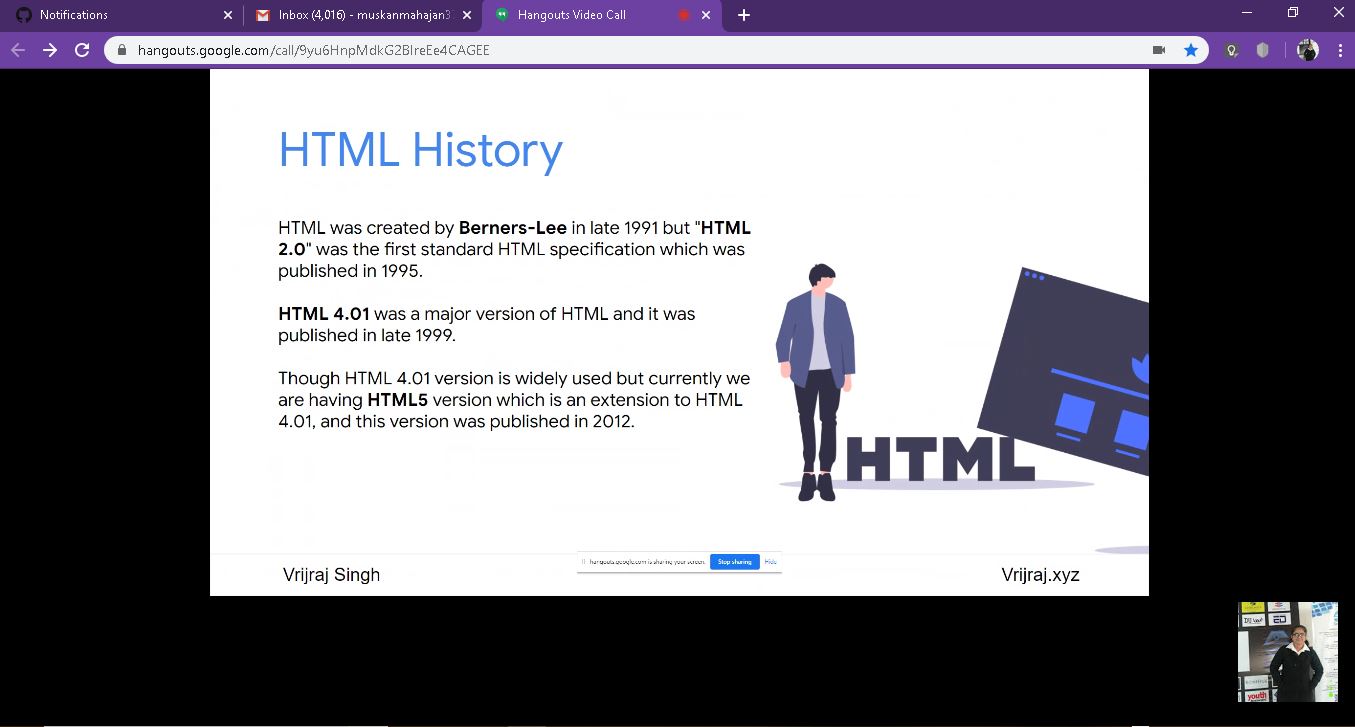 Notifications
Inbox (4,016) - muskanmahajan3
Hangouts Video Call
hangouts.google.com/call/9yu6HnpMdkG2BIreEe4CAGEE
HTML History
HTML was created by Berners-Lee in late 1991 but "HTML
2.0" was the first standard HTML specification which was
published in 1995.
HTML 4.01 was a major version of HTML and it was
published in late 1999.
Though HTML 4.01 version is widely used but currently we
are having HTML5 version which is an extension to HTML
4.01, and this version was published in 2012.
HTML
hangouts.google.com is sharing your screen. Stop sharing Hide
Vrijraj Singh
Vrijraj.xyz
youth